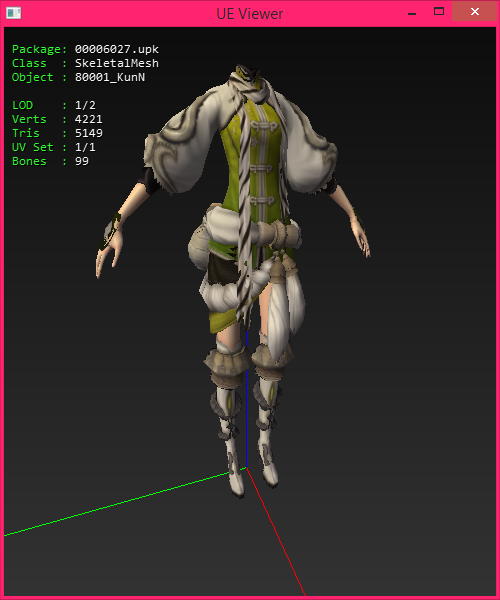 UE Viewer
Package: 00006027.upk
Class  : SkeletalMesh
Object : 80001_KunN
LOD    : 1/2
Verts  : 4221
Tris   : 5149
UV Set : 1/1
Bones  : 99